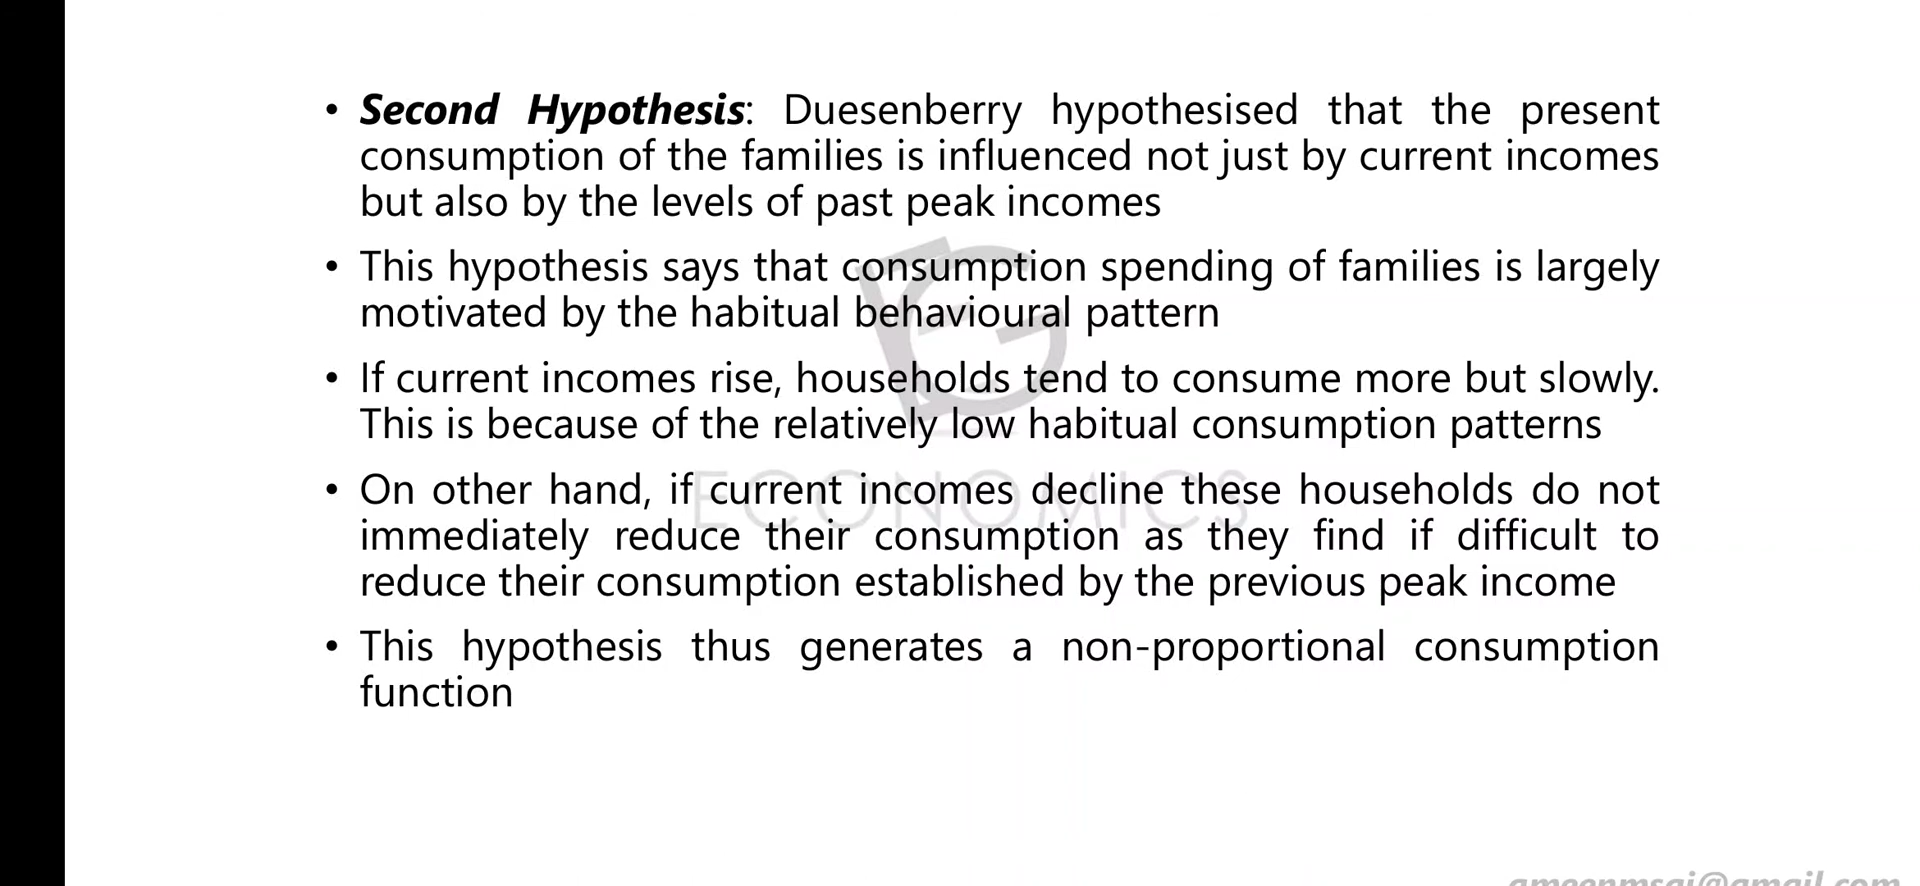 • Second Hypothesis: Duesenberry hypothesised that the present
consumption of the families is influenced not just by current incomes
but also by the levels of past peak incomes
• This hypothesis says that consumption spending of families is largely
motivated by the habitual behavioural pattern
• If current incomes rise, households tend to consume more but slowly.
This is because of the relatively low habitual consumption patterns
• On other hand, if current incomes decline these households do not
immediately reduce their consumption as they find if difficult to
reduce their consumption established by the previous peak income
• This hypothesis thus generates a non-proportional consumption
function
ECONOMICS